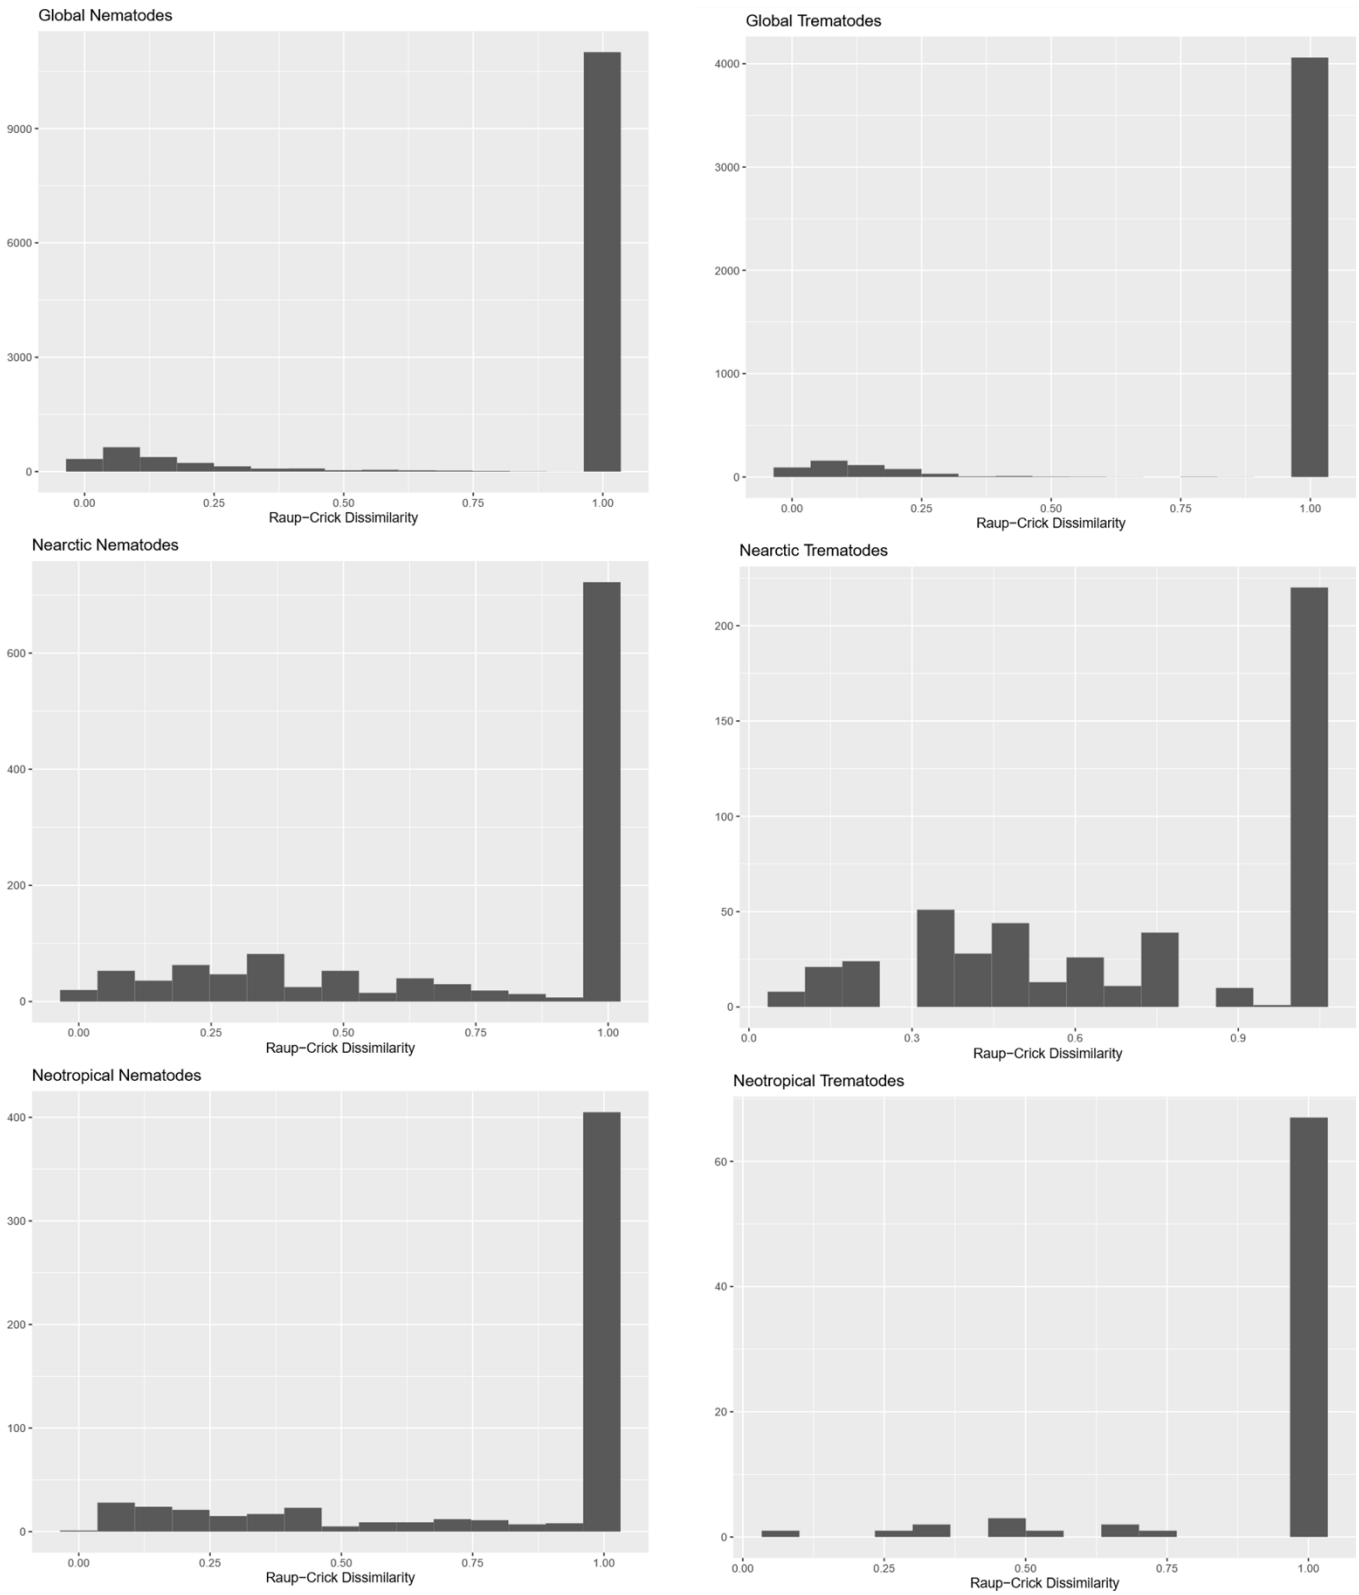 Global Nematodes
9000
6000
3000
0
0.00 0.25 0.50 0.75 1.00
Raup−Crick Dissimilarity
Global Trematodes
4000
3000
2000
1000
0
0.00 0.25 0.50 0.75 1.00
Raup−Crick Dissimilarity
Nearctic Nematodes
600
400
200
0
0.00 0.25 0.50 0.75 1.00
Raup−Crick Dissimilarity
Nearctic Trematodes
200
150
100
50
0
0.0 0.3 0.6 0.9
Raup−Crick Dissimilarity
Neotropical Nematodes
400
300
200
100
0
0.00 0.25 0.50 0.75 1.00
Raup−Crick Dissimilarity
Neotropical Trematodes
60
40
20
0
0.00 0.25 0.50 0.75 1.00
Raup−Crick Dissimilarity